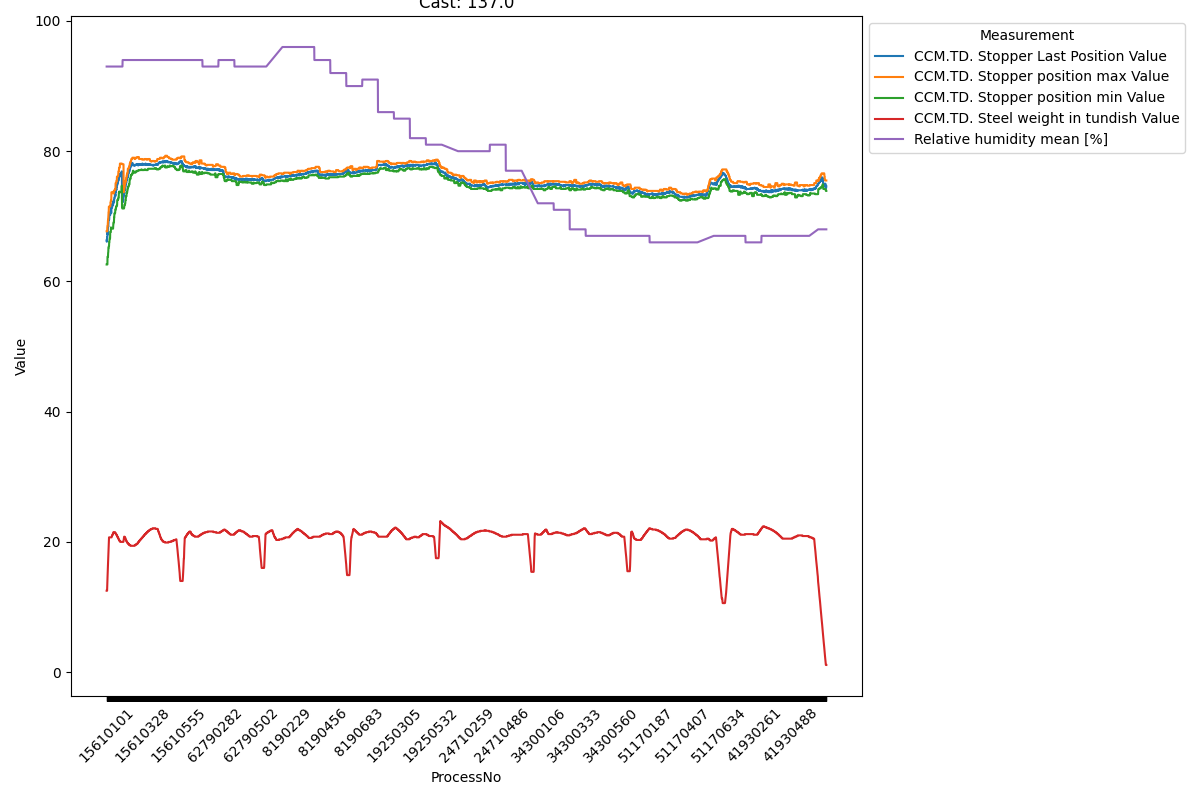 Cast: 137.0
100
80
60
40
20
0
Value
Measurement
CCM.TD. Stopper Last Position Value
CCM.TD. Stopper position max Value
CCM.TD. Stopper position min Value
CCM.TD. Steel weight in tundish Value
Relative humidity mean [%]
15610101
15610328
15610555
62790282
62790502
8190229
8190456
8190683
19250305
19250532
24710259
24710486
34300106
34300333
34300560
51170187
51170407
51170634
41930261
41930488
ProcessNo